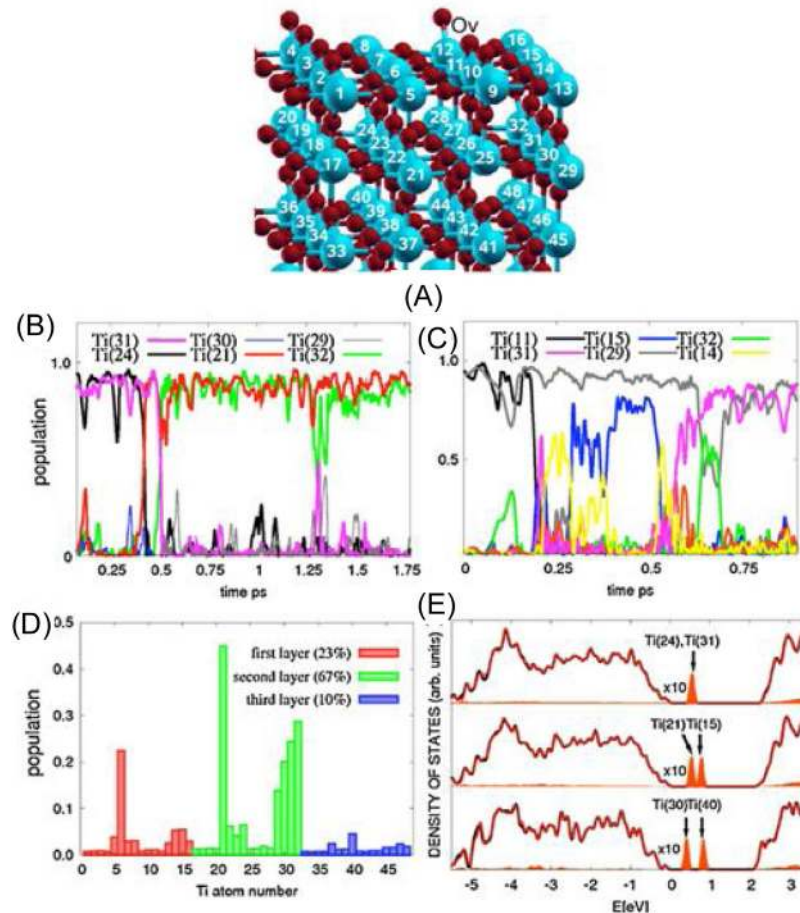 Ov
4 8 12 16
3 7 11 15
2 6 10 14
1 5 9 13
20 24 28 32
19 23 27 31
18 22 26 30
17 21 25 29
36 40 44 48
35 39 43 47
34 38 42 46
33 37 41 45
(A)
(B)
Ti(31) Ti(30) Ti(29)
Ti(24) Ti(21) Ti(32)
1.0
population
0
0.25 0.5 0.75 1 1.25 1.5 1.75
time ps
(C)
Ti(11) Ti(15) Ti(32)
Ti(31) Ti(29) Ti(14)
1.0
0.5
0
0.25 0.5 0.75
time ps
(D)
0.5
0.4
0.3
0.2
0.1
0.0
population
first layer (23%)
second layer (67%)
third layer (10%)
0 5 10 15 20 25 30 35 40 45
Ti atom number
(E)
DENSITY OF STATES (arb. units)
Ti(24),Ti(31)
x10
Ti(21)Ti(15)
x10
Ti(30)Ti(40)
x10
-5 -4 -3 -2 -1 0 1 2 3
E[eV]